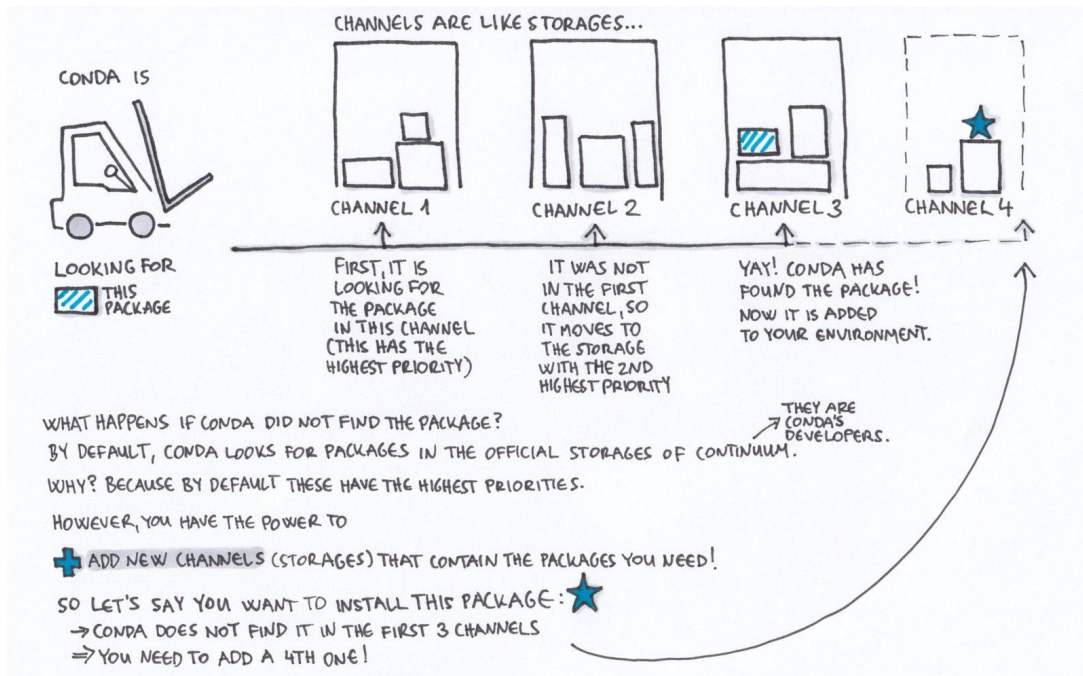 CHANNELS ARE LIKE STORAGES...
CONDA IS
LOOKING FOR
THIS
PACKAGE
CHANNEL 1
CHANNEL 2
CHANNEL 3
CHANNEL 4
FIRST, IT IS
LOOKING FOR
THE PACKAGE
IN THIS CHANNEL
(THIS HAS THE
HIGHEST PRIORITY)
IT WAS NOT
IN THE FIRST
CHANNEL, SO
IT MOVES TO
THE STORAGE
WITH THE 2ND
HIGHEST PRIORITY
YAY! CONDA HAS
FOUND THE PACKAGE!
NOW IT IS ADDED
TO YOUR ENVIRONMENT.
WHAT HAPPENS IF CONDA DID NOT FIND THE PACKAGE?
BY DEFAULT, CONDA LOOKS FOR PACKAGES IN THE OFFICIAL STORAGES OF CONTINUUM.
THEY ARE
CONDA'S
DEVELOPERS.
WHY? BECAUSE BY DEFAULT THESE HAVE THE HIGHEST PRIORITIES.
HOWEVER, YOU HAVE THE POWER TO
ADD NEW CHANNELS (STORAGES) THAT CONTAIN THE PACKAGES YOU NEED!
SO LET'S SAY YOU WANT TO INSTALL THIS PACKAGE:
→ CONDA DOES NOT FIND IT IN THE FIRST 3 CHANNELS
⇒ YOU NEED TO ADD A 4TH ONE!